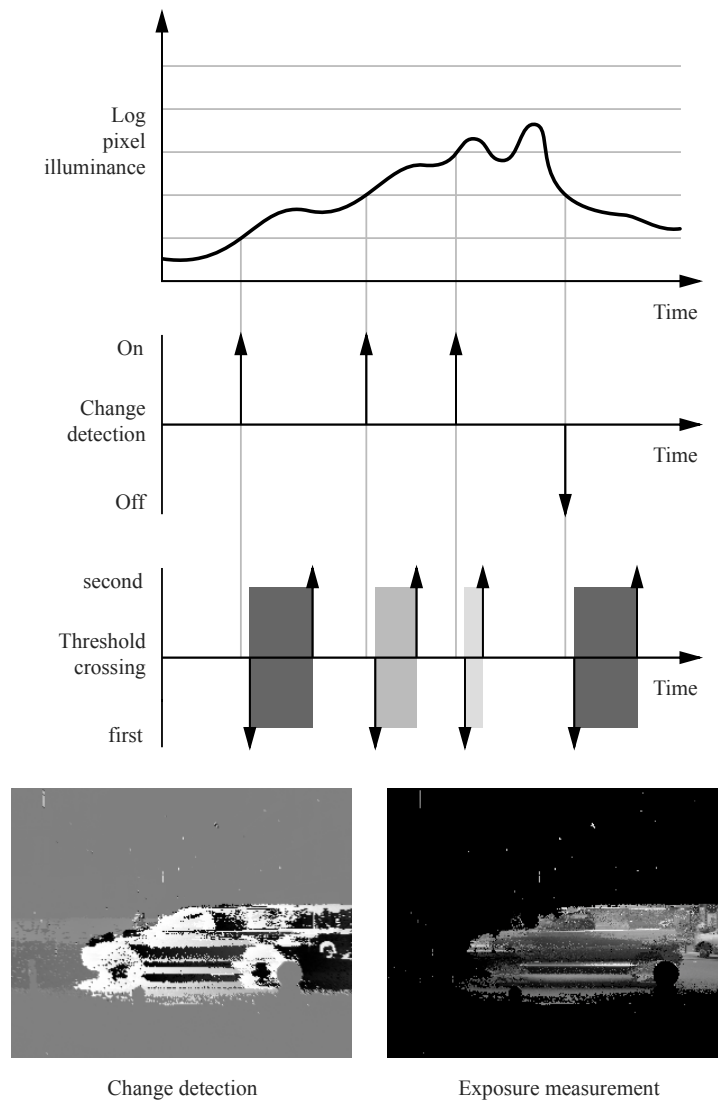 Log
pixel
illuminance
Time
On
Change
detection
Time
Off
second
Threshold
crossing
Time
first
Change detection
Exposure measurement